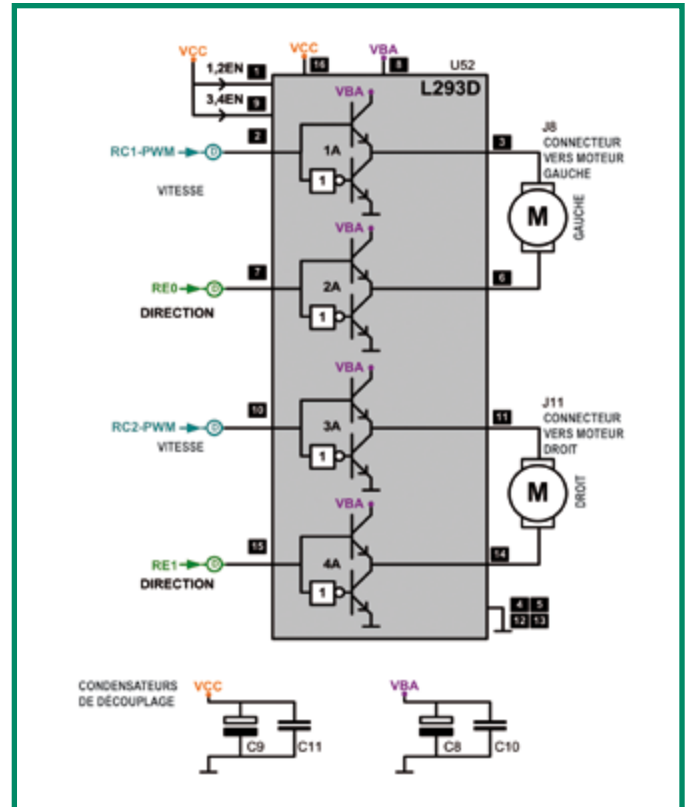 VCC
VCC
VBA
1,2EN 1
16
8
U52
L293D
3,4EN 9
VBA
2
RC1-PWM D
1A
1
VITESSE
3
J8
CONNECTEUR
VERS MOTEUR
GAUCHE
M
GAUCHE
VBA
7
RE0 D
2A
1
DIRECTION
6
VBA
10
RC2-PWM D
3A
1
VITESSE
11
J11
CONNECTEUR
VERS MOTEUR
DROIT
M
DROIT
VBA
15
RE1 D
4A
1
DIRECTION
14
4 5
12 13
CONDENSATEURS
DE DÉCOUPLAGE
VCC
C9
C11
VBA
C8
C10